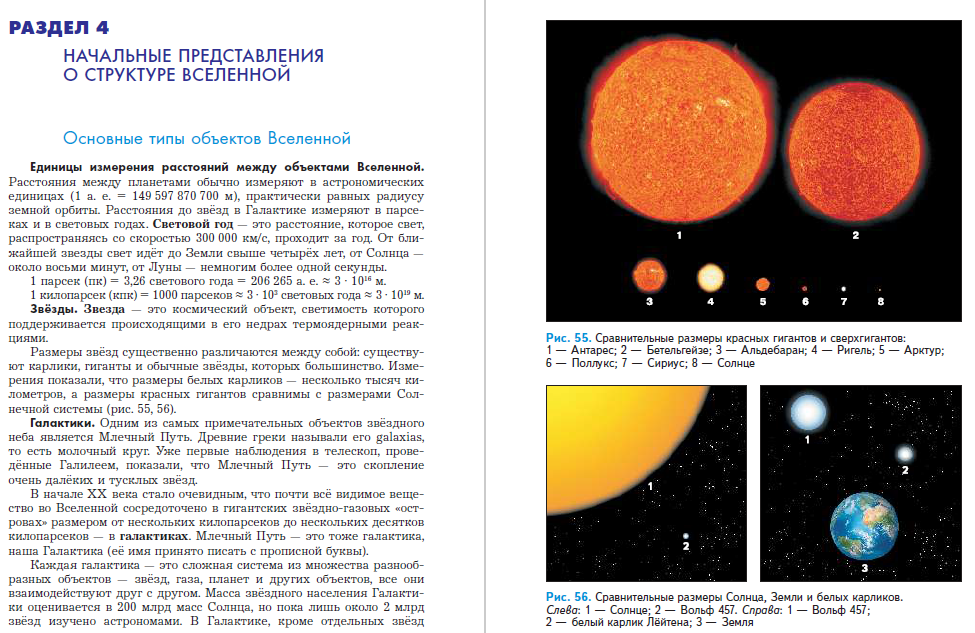 РАЗДЕЛ 4
НАЧАЛЬНЫЕ ПРЕДСТАВЛЕНИЯ
О СТРУКТУРЕ ВСЕЛЕННОЙ
Основные типы объектов Вселенной
Единицы измерения расстояний между объектами Вселенной.
Расстояния между планетами обычно измеряют в астрономических
единицах (1 а. е. = 149 597 870 700 м), практически равных радиусу
земной орбиты. Расстояния до звёзд в Галактике измеряют в парсе-
ках и в световых годах. Световой год — это расстояние, которое свет,
распространяясь со скоростью 300 000 км/с, проходит за год. От бли-
жайшей звезды свет идёт до Земли свыше четырёх лет, от Солнца —
около восьми минут, от Луны — немногим более одной секунды.
1 парсек (пк) = 3,26 светового года = 206 265 а. е. ≈ 3 · 10¹⁶ м.
1 килопарсек (кпк) = 1000 парсеков ≈ 3 · 10³ световых года ≈ 3 · 10¹⁹ м.
Звёзды. Звезда — это космический объект, светимость которого
поддерживается происходящими в его недрах термоядерными реак-
циями.
Размеры звёзд существенно различаются между собой: существу-
ют карлики, гиганты и обычные звёзды, которых большинство. Изме-
рения показали, что размеры белых карликов — несколько тысяч ки-
лометров, а размеры красных гигантов сравнимы с размерами Сол-
нечной системы (рис. 55, 56).
Галактики. Одним из самых примечательных объектов звёздного
неба является Млечный Путь. Древние греки называли его galaxias,
то есть молочный круг. Уже первые наблюдения в телескоп, прове-
дённые Галилеем, показали, что Млечный Путь — это скопление
очень далёких и тусклых звёзд.
В начале XX века стало очевидным, что почти всё видимое веще-
ство во Вселенной сосредоточено в гигантских звёздно-газовых «ост-
ровах» размером от нескольких килопарсеков до нескольких десятков
килопарсеков — в галактиках. Млечный Путь — это тоже галактика,
наша Галактика (её имя принято писать с прописной буквы).
Каждая галактика — это сложная система из множества разнооб-
разных объектов — звёзд, газа, планет и других объектов, все они
взаимодействуют друг с другом. Масса звёздного населения Галакти-
ки оценивается в 200 млрд масс Солнца, но пока лишь около 2 млрд
звёзд изучено астрономами. В Галактике, кроме отдельных звёзд
1
2
3
4
5
6
7
8
Рис. 55. Сравнительные размеры красных гигантов и сверхгигантов:
1 — Антарес; 2 — Бетельгейзе; 3 — Альдебаран; 4 — Ригель; 5 — Арктур;
6 — Поллукс; 7 — Сириус; 8 — Солнце
1
2
1
2
3
Рис. 56. Сравнительные размеры Солнца, Земли и белых карликов.
Слева: 1 — Солнце; 2 — Вольф 457. Справа: 1 — Вольф 457;
2 — белый карлик Лёйтена; 3 — Земля